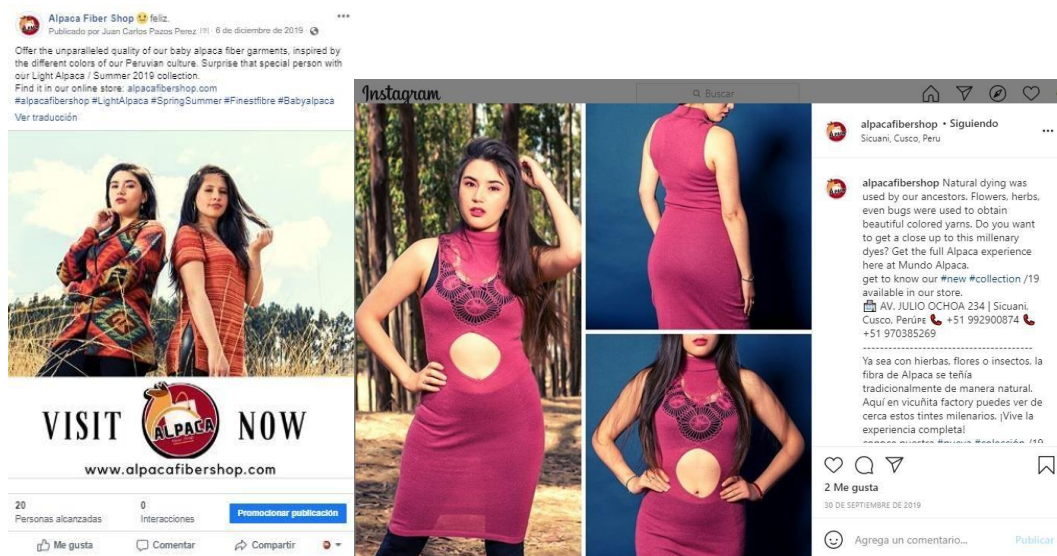 Alpaca Fiber Shop feliz.
Publicado por Juan Carlos Pazos Perez [?] · 6 de diciembre de 2019 ·
Offer the unparalleled quality of our baby alpaca fiber garments, inspired by
the different colors of our Peruvian culture. Surprise that special person with
our Light Alpaca / Summer 2019 collection.
Find it in our online store: alpacafibershop.com
#alpacafibershop #LightAlpaca #SpringSummer #Finestfibre #Babyalpaca
Ver traducción
VISIT ALPACA NOW
www.alpacafibershop.com
20
Personas alcanzadas
0
Interacciones
Promocionar publicación
Me gusta
Comentar
Compartir
Instagram
Buscar
alpacafibershop • Siguiendo
Sicuani, Cusco, Peru
alpacafibershop Natural dying was
used by our ancestors. Flowers, herbs,
even bugs were used to obtain
beautiful colored yarns. Do you want
to get a close up to this millenary
dyes? Get the full Alpaca experience
here at Mundo Alpaca.
get to know our #new #collection /19
available in our store.
AV. JULIO OCHOA 234 | Sicuani,
Cusco, Perú🇵🇪 📞 +51 992900874 📞
+51 970385269
----------------------------------------
Ya sea con hierbas, flores o insectos, la
fibra de Alpaca se teñía
tradicionalmente de manera natural.
Aquí en vicuñita factory puedes ver de
cerca estos tintes milenarios. ¡Vive la
experiencia completa!
conoce nuestra #nueva #colección /19
2 Me gusta
30 DE SEPTIEMBRE DE 2019
Agrega un comentario...
Publicar